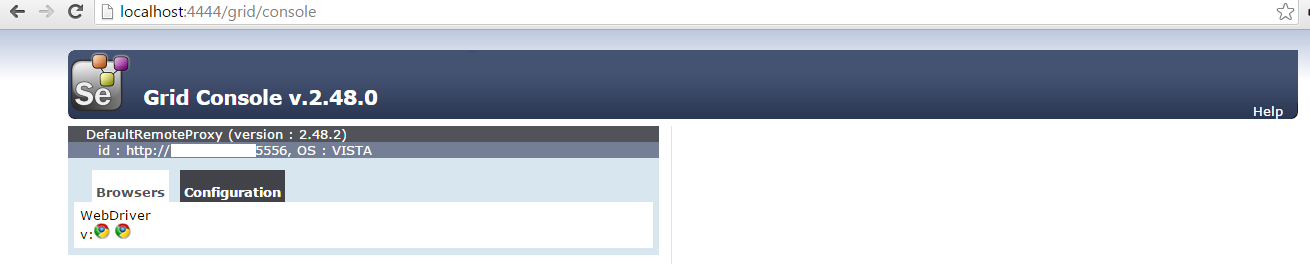 localhost:4444/grid/console
Se
Grid Console v.2.48.0
Help
DefaultRemoteProxy (version : 2.48.2)
id : http:// 5556, OS : VISTA
Browsers Configuration
WebDriver
v: